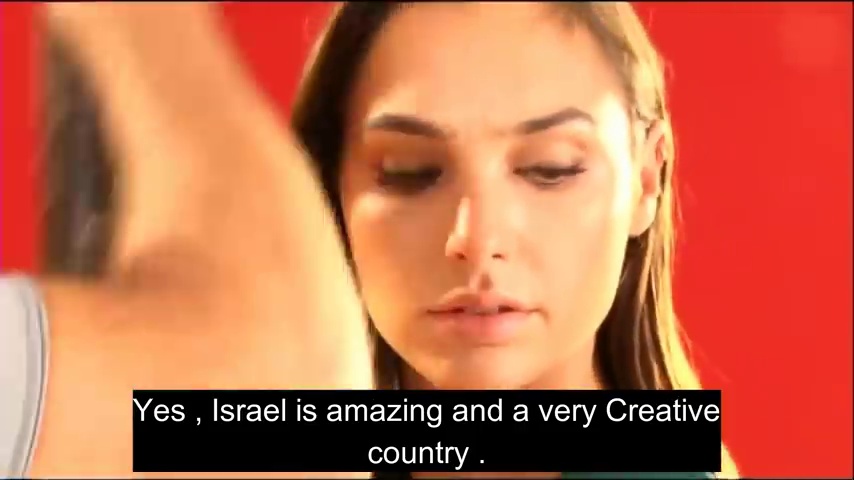 Yes , Israel is amazing and a very Creative
country .